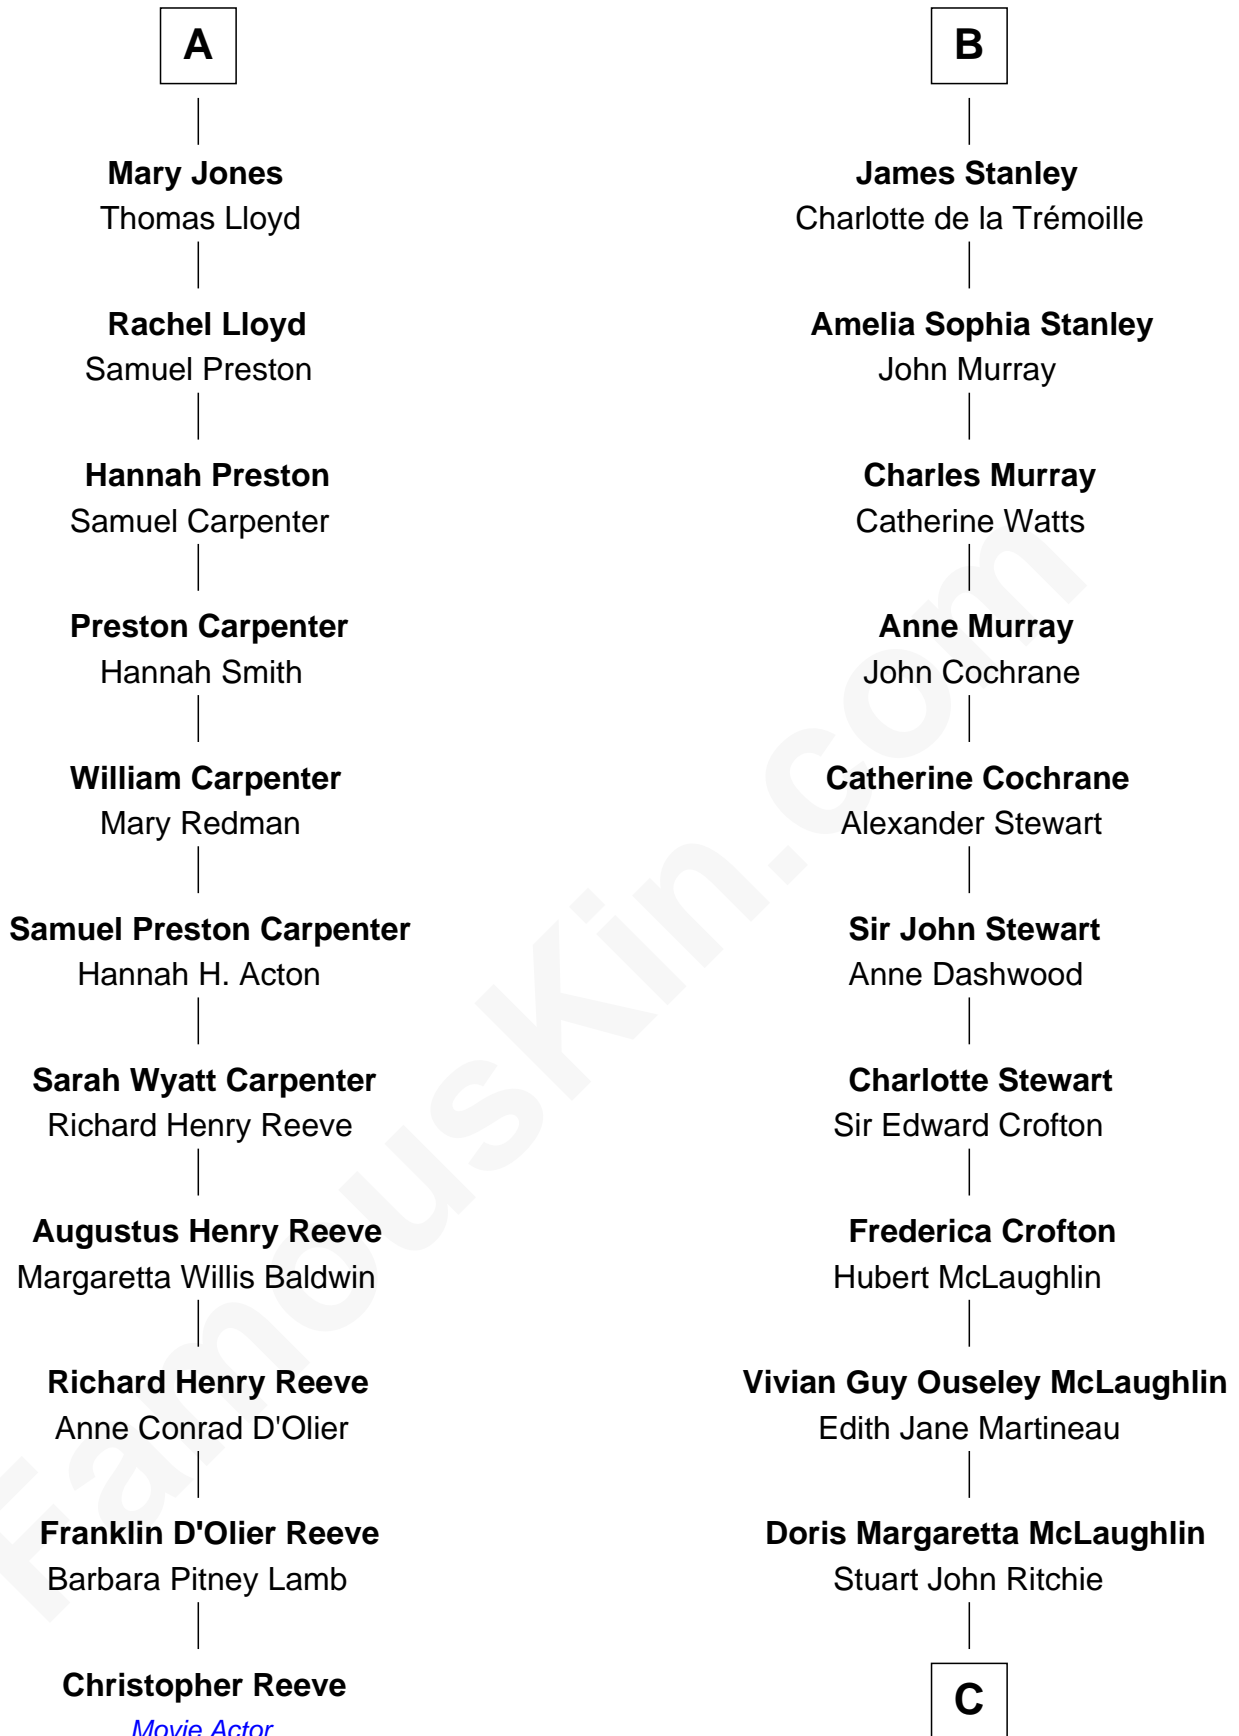 A
Mary Jones
Thomas Lloyd
Rachel Lloyd
Samuel Preston
Hannah Preston
Samuel Carpenter
Preston Carpenter
Hannah Smith
William Carpenter
Mary Redman
Samuel Preston Carpenter
Hannah H. Acton
Sarah Wyatt Carpenter
Richard Henry Reeve
Augustus Henry Reeve
Margaretta Willis Baldwin
Richard Henry Reeve
Anne Conrad D'Olier
Franklin D'Olier Reeve
Barbara Pitney Lamb
Christopher Reeve
Movie Actor
B
James Stanley
Charlotte de la Trémoille
Amelia Sophia Stanley
John Murray
Charles Murray
Catherine Watts
Anne Murray
John Cochrane
Catherine Cochrane
Alexander Stewart
Sir John Stewart
Anne Dashwood
Charlotte Stewart
Sir Edward Crofton
Frederica Crofton
Hubert McLaughlin
Vivian Guy Ouseley McLaughlin
Edith Jane Martineau
Doris Margaretta McLaughlin
Stuart John Ritchie
C
FamousKin.com